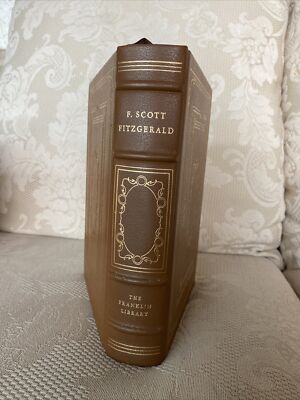 F. SCOTT
FITZGERALD
THE
FRANKLIN
LIBRARY